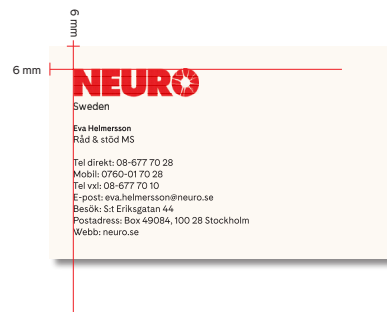 6 mm
6 mm
NEURO
Sweden
Eva Helmersson
Råd & stöd MS
Tel direkt: 08-677 70 28
Mobil: 0760-01 70 28
Tel vxl: 08-677 70 10
E-post: eva.helmersson@neuro.se
Besök: S:t Eriksgatan 44
Postadress: Box 49084, 100 28 Stockholm
Webb: neuro.se